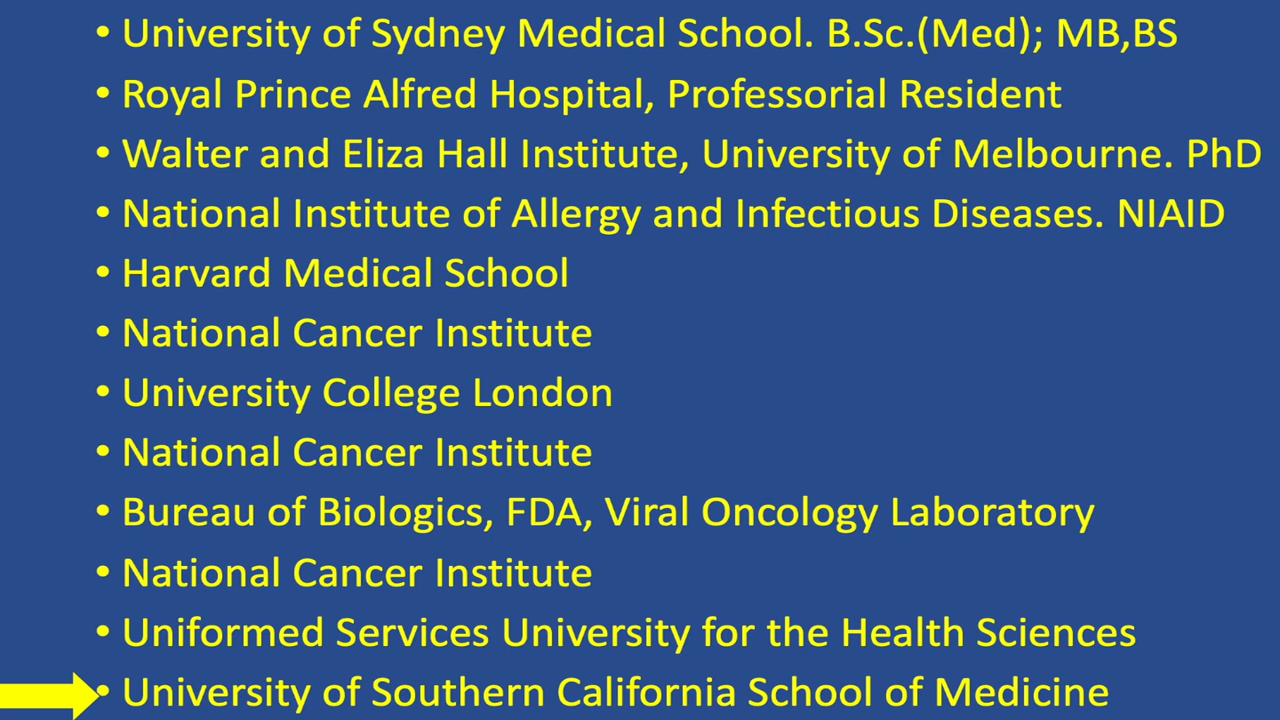 • University of Sydney Medical School. B.Sc.(Med); MB,BS
• Royal Prince Alfred Hospital, Professorial Resident
• Walter and Eliza Hall Institute, University of Melbourne. PhD
• National Institute of Allergy and Infectious Diseases. NIAID
• Harvard Medical School
• National Cancer Institute
• University College London
• National Cancer Institute
• Bureau of Biologics, FDA, Viral Oncology Laboratory
• National Cancer Institute
• Uniformed Services University for the Health Sciences
• University of Southern California School of Medicine